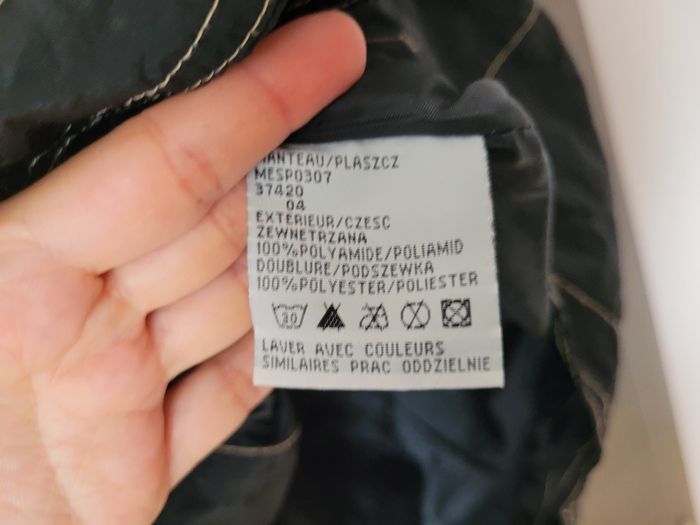 MANTEAU/PLASZCZ
MESP0307
37420
04
EXTERIEUR/CZESC
ZEWNETRZANA
100%POLYAMIDE/POLIAMID
DOUBLURE/PODSZEWKA
100%POLYESTER/POLIESTER
30
LAVER AVEC COULEURS
SIMILAIRES PRAC ODDZIELNIE